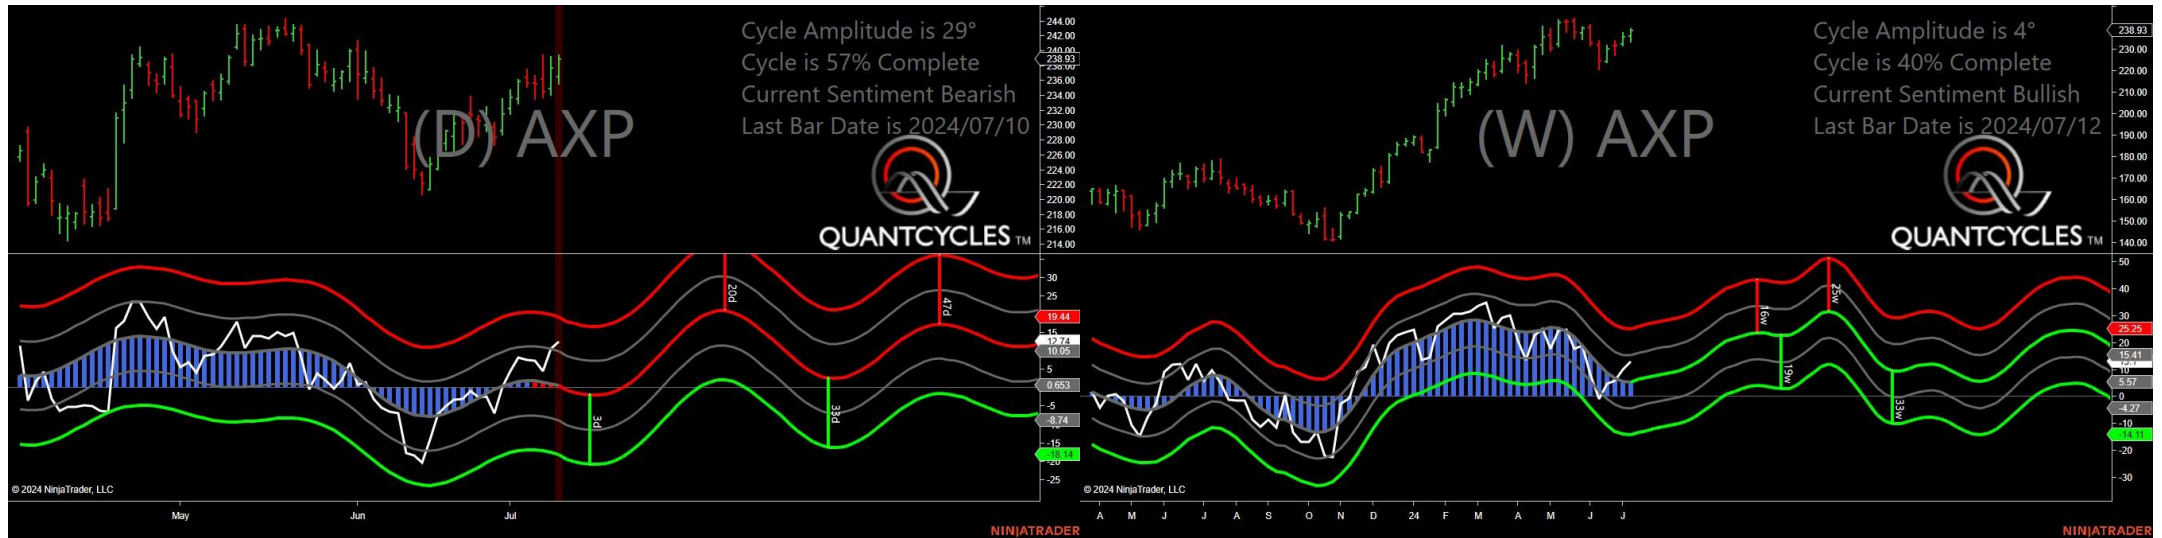 Cycle Amplitude is 29°
Cycle is 57% Complete
Current Sentiment Bearish
Last Bar Date is 2024/07/10
(D) AXP
QUANTCYCLES TM
244.00
242.00
240.00
238.93
238.00
236.00
234.00
232.00
230.00
228.00
226.00
224.00
222.00
220.00
218.00
216.00
214.00
30
25
19.44
15
12.74
10.05
5
0.653
-5
-8.74
-15
-18.14
-20
-25
3d
20d
33d
47d
© 2024 NinjaTrader, LLC
May
Jun
Jul
NINJATRADER
Cycle Amplitude is 4°
Cycle is 40% Complete
Current Sentiment Bullish
Last Bar Date is 2024/07/12
(W) AXP
QUANTCYCLES TM
238.93
230.00
220.00
210.00
200.00
190.00
180.00
170.00
160.00
150.00
140.00
50
40
30
25.25
20
15.41
10
5.57
0
-4.27
-10
-14.11
-20
-30
16w
19w
25w
33w
© 2024 NinjaTrader, LLC
A M J J A S O N D 24 F M A M J J
NINJATRADER